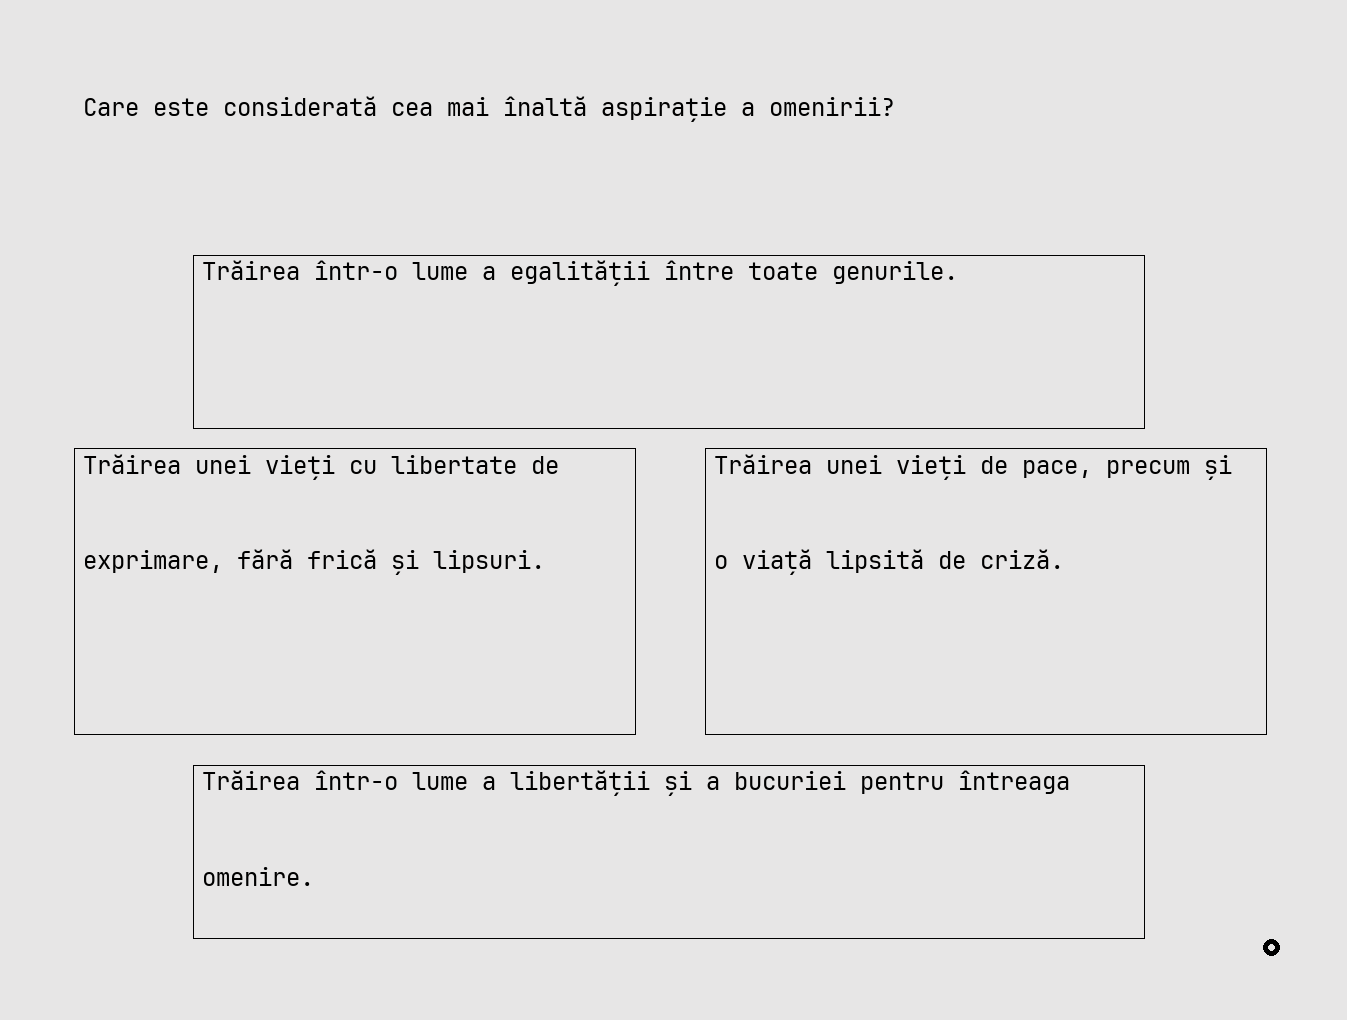 Care este considerată cea mai înaltă aspirație a omenirii?
Trăirea într-o lume a egalității între toate genurile.
Trăirea unei vieți cu libertate de
exprimare, fără frică și lipsuri.
Trăirea unei vieți de pace, precum și
o viață lipsită de criză.
Trăirea într-o lume a libertății și a bucuriei pentru întreaga
omenire.